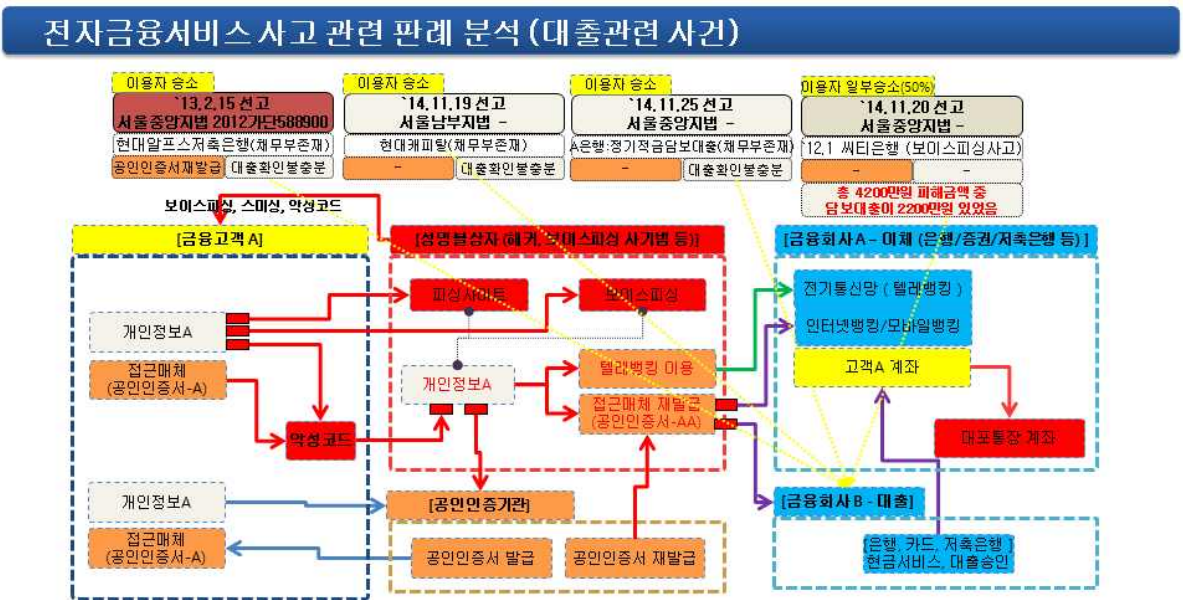 전자금융서비스 사고 관련 판례 분석 (대출관련 사건)
이용자 승소
`13.2.15 선고
서울중앙지법 2012가단588900
현대알프스저축은행(채무부존재)
공인인증서재발급
대출확인불충분
이용자 승소
`14.11.19 선고
서울남부지법 -
현대캐피탈(채무부존재)
-
대출확인불충분
이용자 승소
`14.11.25 선고
서울중앙지법 -
A은행:정기적금담보대출(채무부존재)
-
대출확인불충분
이용자 일부승소(50%)
`14.11.20 선고
서울중앙지법 -
`12.1 씨티은행 (보이스피싱사고)
-
-
총 4200만원 피해금액 중
담보대출이 2200만원 있었음
보이스피싱, 스미싱, 악성코드
[금융고객 A]
개인정보A
접근매체
(공인인증서-A)
악성코드
개인정보A
접근매체
(공인인증서-A)
[성명불상자 (해커, 보이스피싱 사기범 등)]
피싱사이트
보이스피싱
개인정보A
텔레뱅킹 이용
접근매체 재발급
(공인인증서-AA)
[공인인증기관]
공인인증서 발급
공인인증서 재발급
[금융회사 A - 이체 (은행/증권/저축은행 등) ]
전기통신망 ( 텔레뱅킹 )
인터넷뱅킹/모바일뱅킹
고객A 계좌
대포통장 계좌
[금융회사 B - 대출]
[은행, 카드, 저축은행 ]
현금서비스, 대출승인